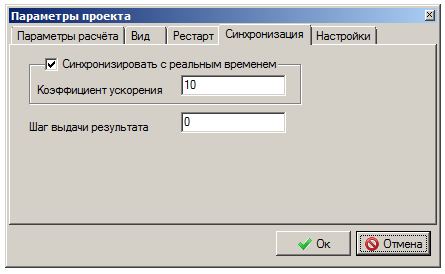 Параметры проекта
Параметры расчёта Вид Рестарт Синхронизация Настройки
Синхронизировать с реальным временем
Коэффициент ускорения 10
Шаг выдачи результата 0
Ок Отмена